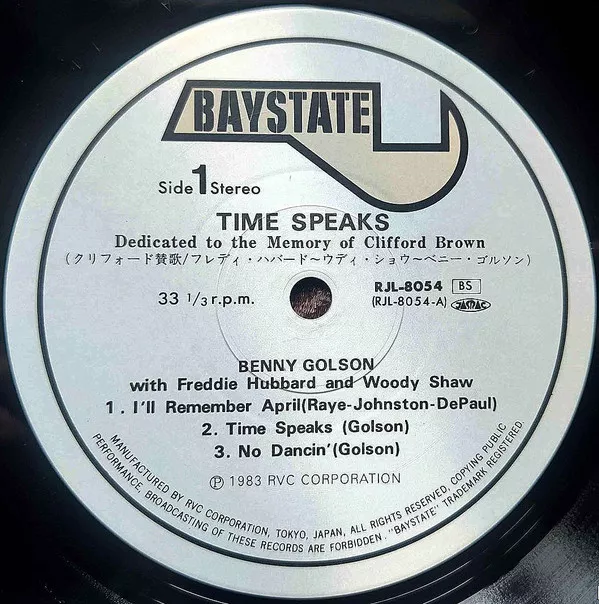 BAYSTATE
Side 1 Stereo
TIME SPEAKS
Dedicated to the Memory of Clifford Brown
(クリフォード賛歌/フレディ・ハバード～ウディ・ショウ～ベニー・ゴルソン)
33 1/3 r.p.m.
RJL-8054 BS
(RJL-8054-A) JASRAC
BENNY GOLSON
with Freddie Hubbard and Woody Shaw
1. I'll Remember April(Raye-Johnston-DePaul)
2. Time Speaks (Golson)
3. No Dancin'(Golson)
Ⓟ 1983 RVC CORPORATION
MANUFACTURED BY RVC CORPORATION, TOKYO, JAPAN, ALL RIGHTS RESERVED, COPYING PUBLIC
PERFORMANCE, BROADCASTING OF THESE RECORDS ARE FORBIDDEN. "BAYSTATE" TRADEMARK REGISTERED.